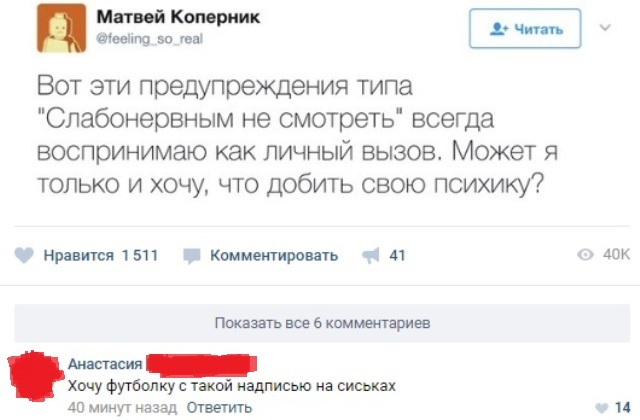 Матвей Коперник
@feeling_so_real
Читать
Вот эти предупреждения типа
"Слабонервным не смотреть" всегда
воспринимаю как личный вызов. Может я
только и хочу, что добить свою психику?
Нравится 1 511 Комментировать 41 40K
Показать все 6 комментариев
Анастасия
Хочу футболку с такой надписью на сиськах
40 минут назад Ответить 14